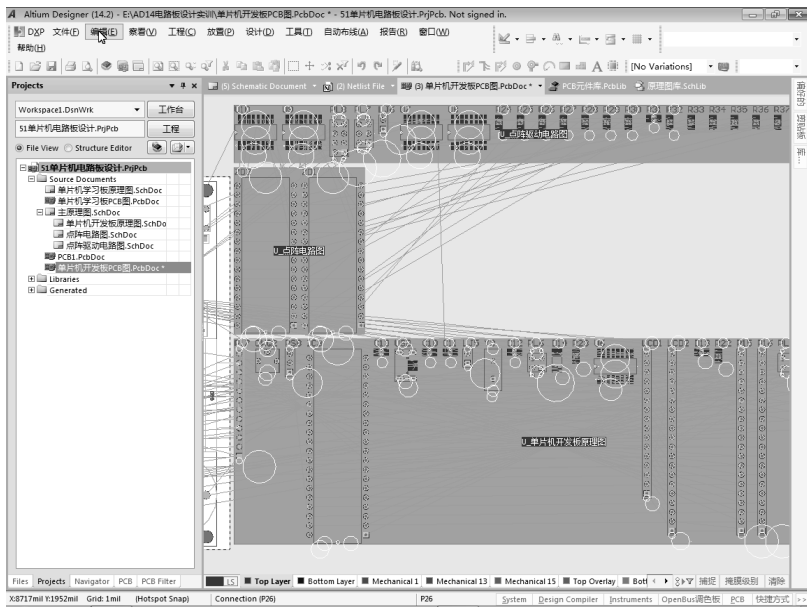 Altium Designer (14.2) - E:\AD14电路板设计实训\单片机开发板PCB图.PcbDoc * - 51单片机电路板设计.PrjPcb. Not signed in.
DXP 文件(F) 编辑(E) 察看(V) 工程(C) 放置(P) 设计(D) 工具(T) 自动布线(A) 报告(R) 窗口(W)
帮助(H)
[No Variations]
Projects
(5) Schematic Document
(2) Netlist File
(3) 单片机开发板PCB图.PcbDoc *
PCB元件库.PcbLib
原理图库.SchLib
Workspace1.DsnWrk
工作台
51单片机电路板设计.PrjPcb
工程
File View
Structure Editor
51单片机电路板设计.PrjPcb
Source Documents
单片机学习板原理图.SchDoc
单片机学习板PCB图.PcbDoc
主原理图.SchDoc
单片机开发板原理图.SchDo
点阵电路图.SchDoc
点阵驱动电路图.SchDoc
PCB1.PcbDoc
单片机开发板PCB图.PcbDoc *
Libraries
Generated
R33 R34 R35 R36 R37
U_点阵驱动电路图
U_点阵电路图
U_单片机开发板原理图
偏好的
剪贴板
Files Projects Navigator PCB PCB Filter
LS Top Layer Bottom Layer Mechanical 1 Mechanical 13 Mechanical 15 Top Overlay Bott
捕捉 掩膜级别 清除
X:8717mil Y:1952mil Grid: 1mil (Hotspot Snap)
Connection (P26)
P26
System Design Compiler Instruments OpenBus调色板 PCB 快捷方式 >>